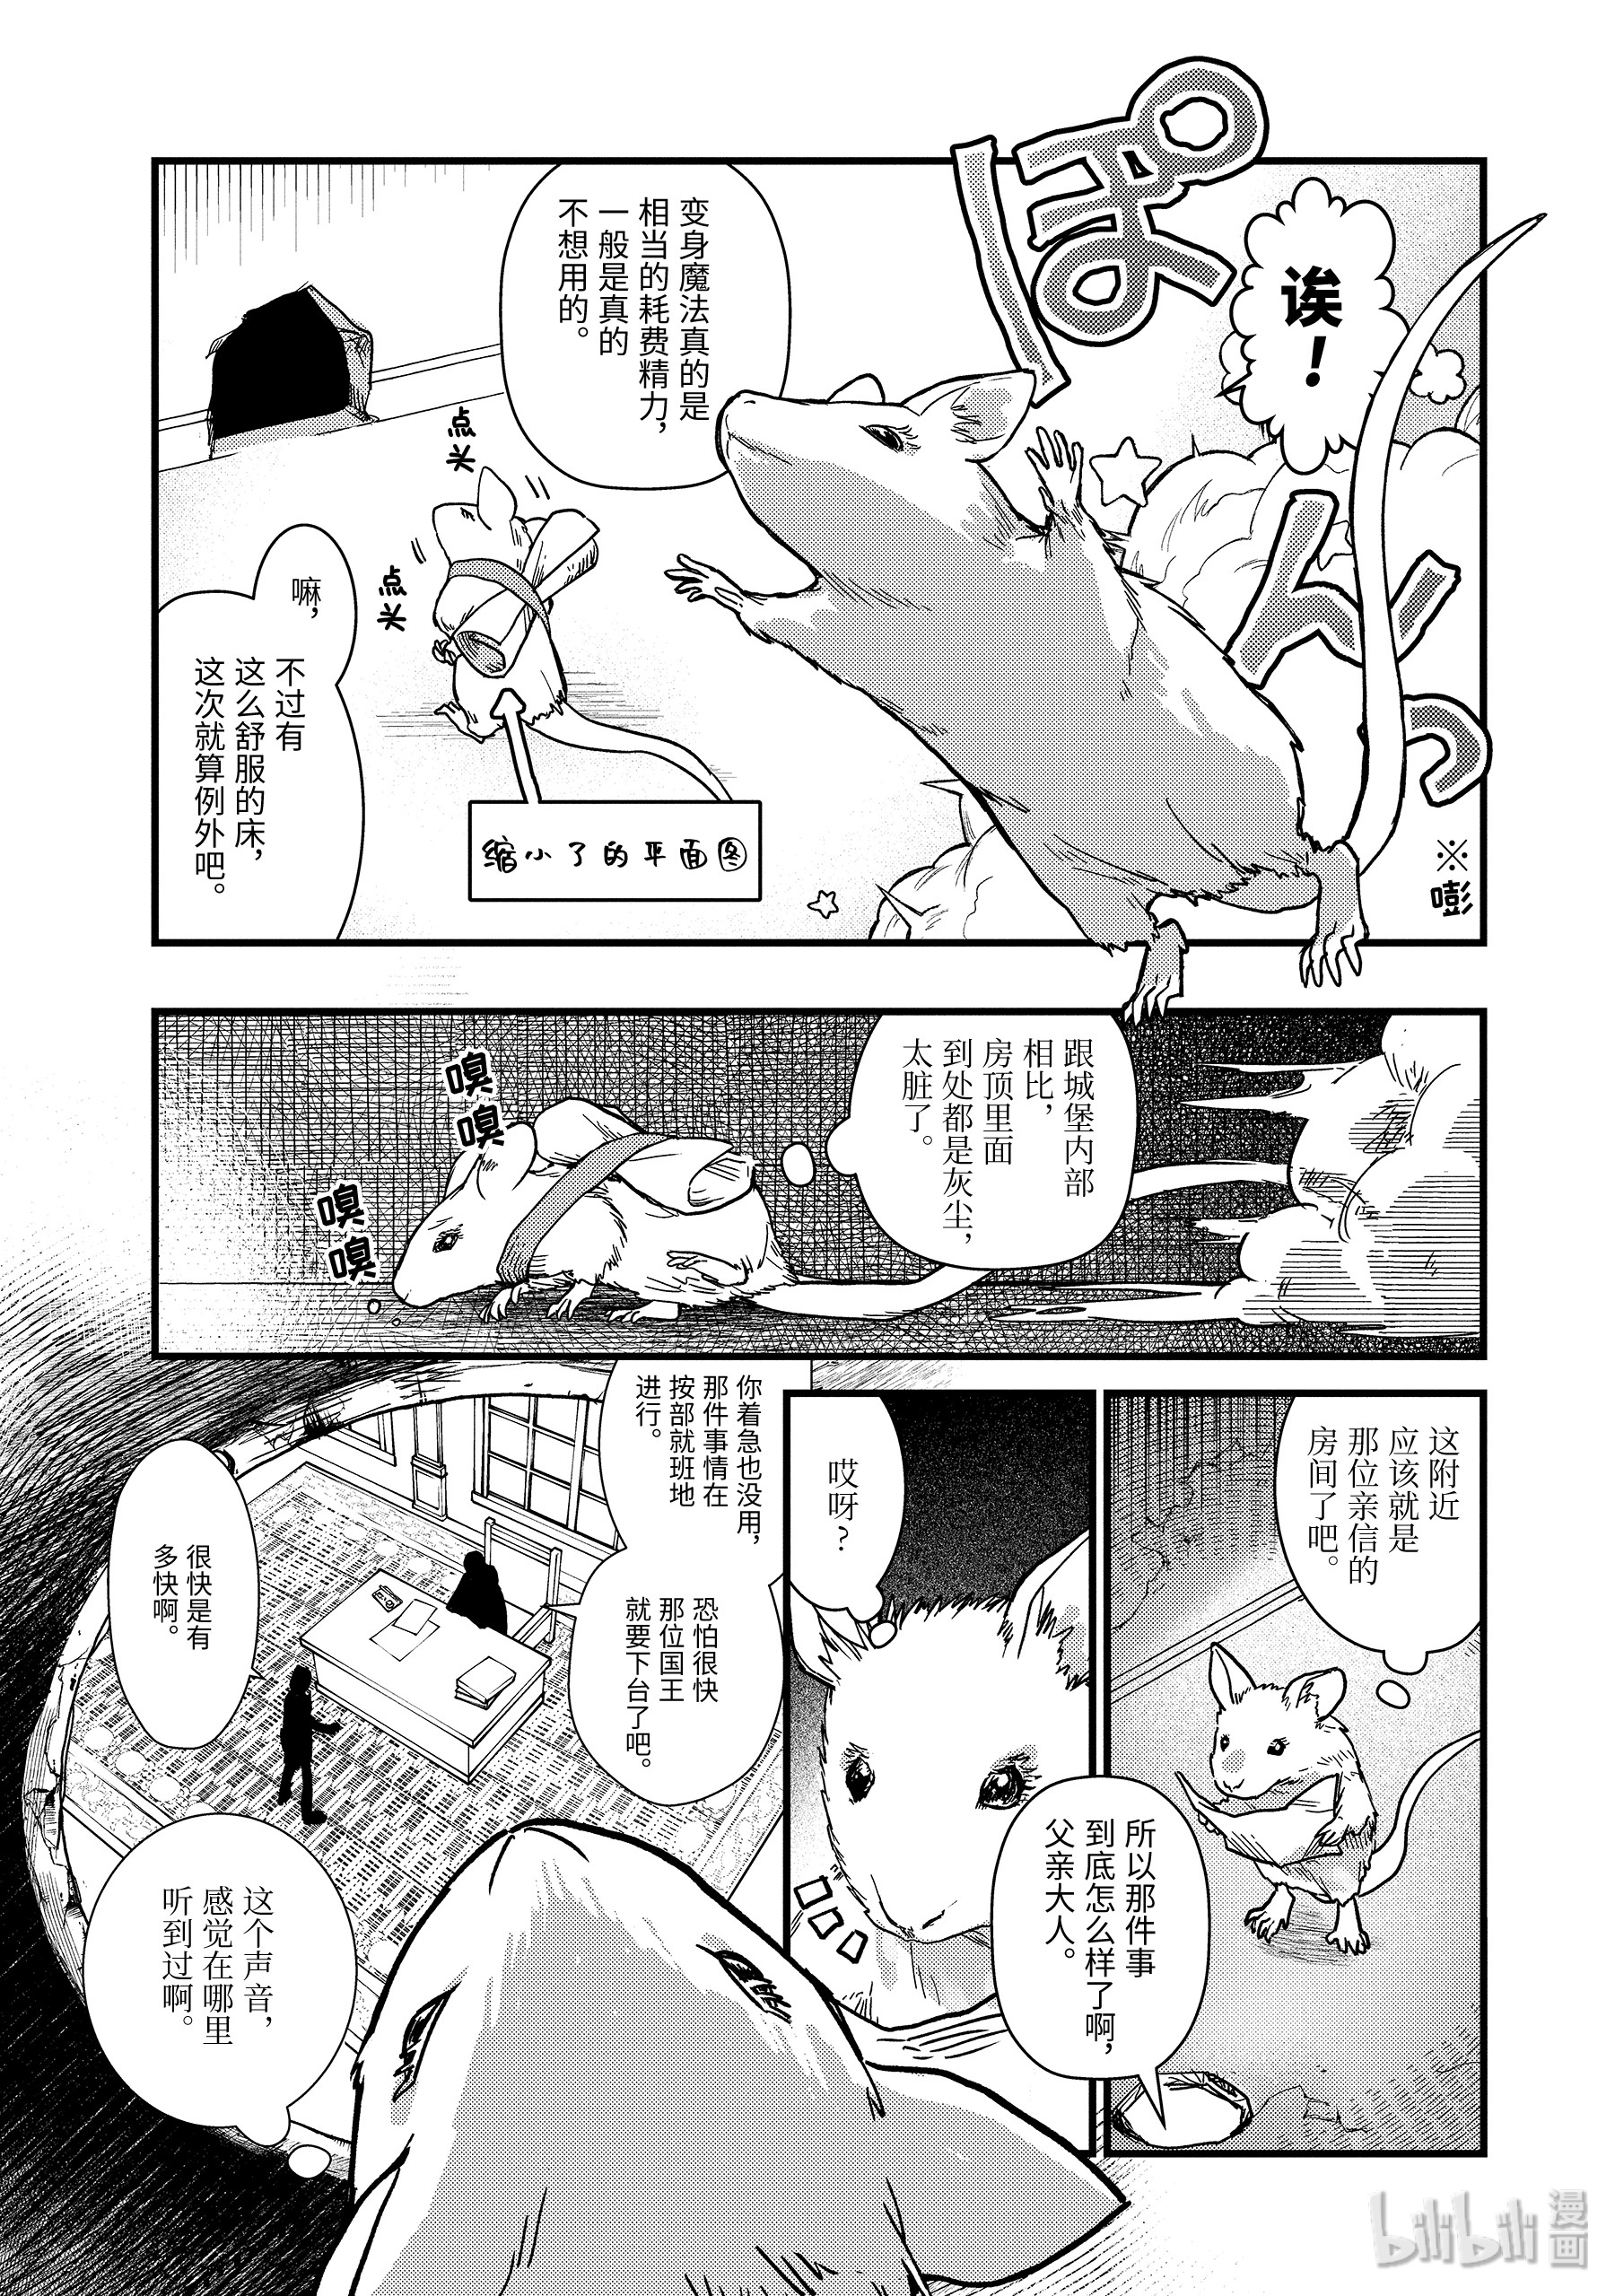 ぽんっ
诶！
※嘭
变身魔法真的是
相当的耗费精力，
一般是真的
不想用的。
点头
点头
缩小了的平面图
嘛，
不过有
这么舒服的床，
这次就算例外吧。
跟城堡内部
相比，
房顶里面
到处都是灰尘，
太脏了。
嗅嗅
嗅嗅
这附近
应该就是
那位亲信的
房间了吧。
所以那件事
到底怎么样了啊，
父亲大人。
哎呀？
你着急也没用，
那件事情在
按部就班地
进行。
恐怕很快
那位国王
就要下台了吧。
很快是有
多快啊。
这个声音，
感觉在哪里
听到过啊。
bilibili漫画